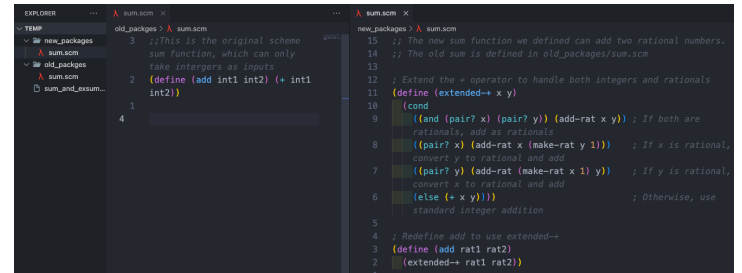 EXPLORER ···
TEMP
new_packages
sum.scm
old_packges
sum.scm
sum_and_exsum...
sum.scm × ···
old_packges > sum.scm
3 ;;This is the original scheme
sum function, which can only
take intergers as inputs
2 (define (add int1 int2) (+ int1
int2))
1
4
sum.scm ×
new_packages > sum.scm
15 ;; The new sum function we defined can add two rational numbers.
14 ;; The old sum is defined in old_packages/sum.scm
13
12 ; Extend the + operator to handle both integers and rationals
11 (define (extended-+ x y)
10 (cond
9 ((and (pair? x) (pair? y)) (add-rat x y)) ; If both are
rationals, add as rationals
8 ((pair? x) (add-rat x (make-rat y 1))) ; If x is rational,
convert y to rational and add
7 ((pair? y) (add-rat (make-rat x 1) y)) ; If y is rational,
convert x to rational and add
6 (else (+ x y)))) ; Otherwise, use
standard integer addition
5
4 ; Redefine add to use extended-+
3 (define (add rat1 rat2)
2 (extended-+ rat1 rat2))